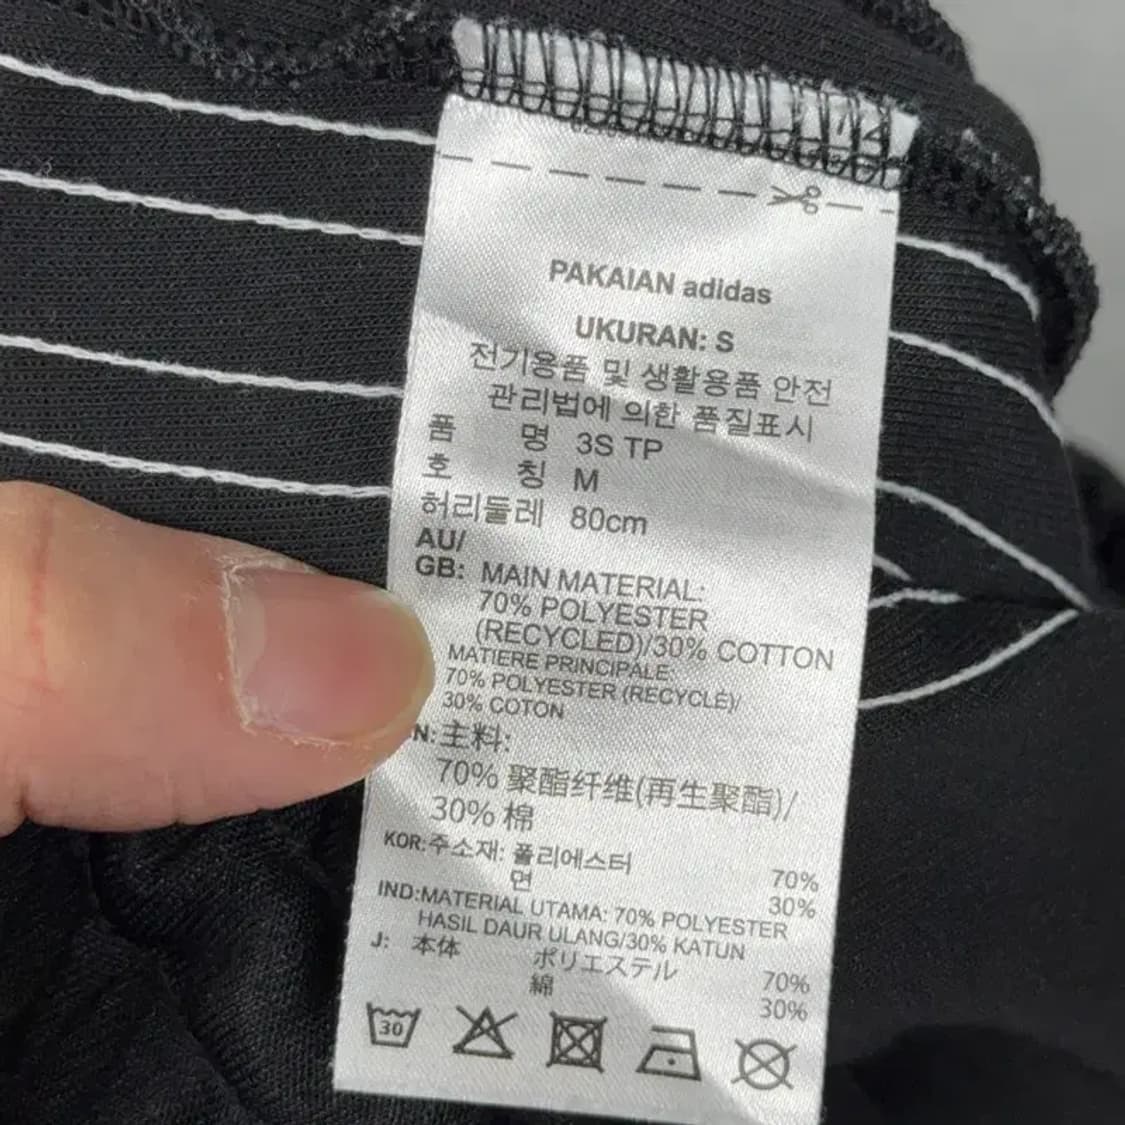 PAKAIAN adidas
UKURAN: S
전기용품 및 생활용품 안전
관리법에 의한 품질표시
품 명 3S TP
호 칭 M
허리둘레 80cm
AU/
GB: MAIN MATERIAL:
70% POLYESTER
(RECYCLED)/30% COTTON
MATIERE PRINCIPALE:
70% POLYESTER (RECYCLÉ)/
30% COTON
N:主料:
70% 聚酯纤维(再生聚酯)/
30% 棉
KOR:주소재: 폴리에스터 70%
면 30%
IND:MATERIAL UTAMA: 70% POLYESTER
HASIL DAUR ULANG/30% KATUN
J: 本体 ポリエステル 70%
綿 30%
30